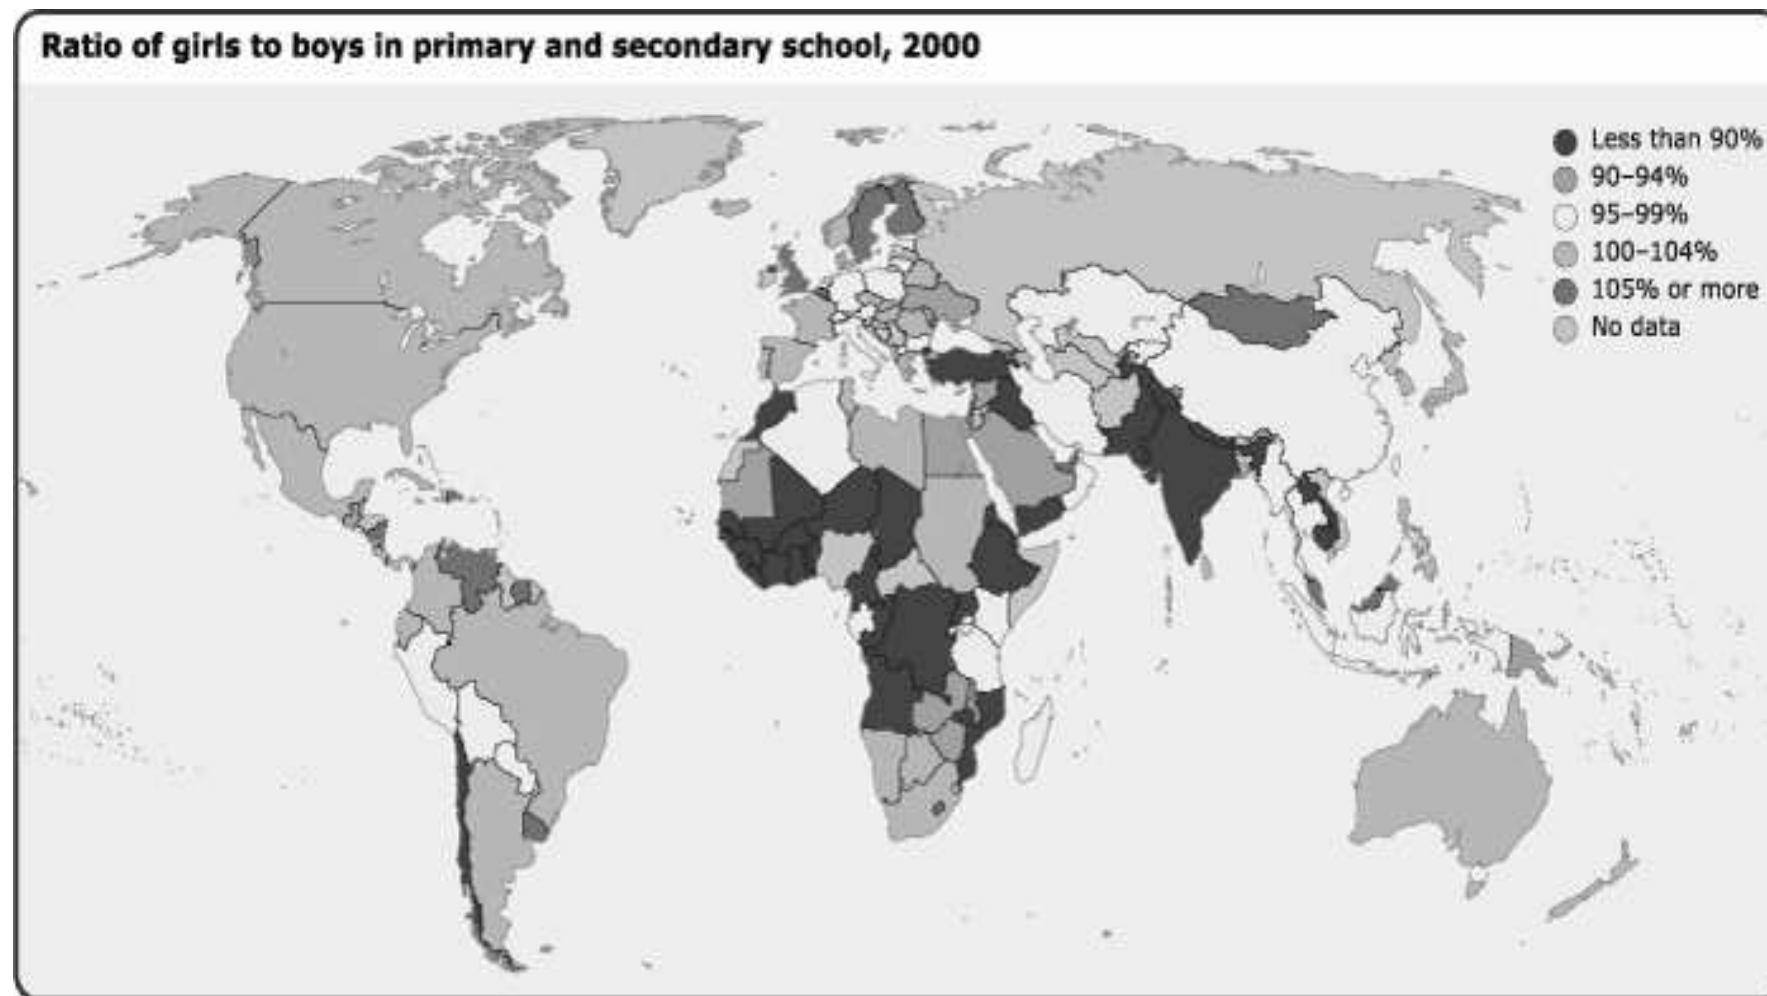 Ratio of girls to boys in primary and secondary school, 2000
Less than 90%
90–94%
95–99%
100–104%
105% or more
No data